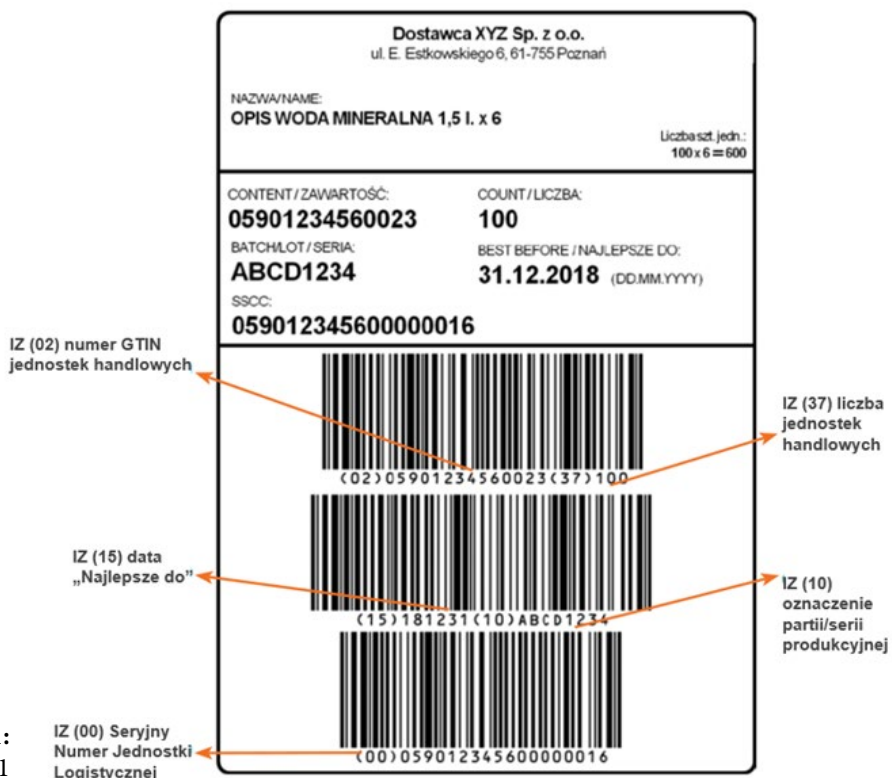 Dostawca XYZ Sp. z o.o.
ul. E. Estkowskiego 6, 61-755 Poznań
NAZWA/NAME:
OPIS WODA MINERALNA 1,5 l. x 6
Liczba szt. jedn.:
100 x 6 = 600
CONTENT / ZAWARTOŚĆ:
05901234560023
COUNT / LICZBA:
100
BATCH/LOT / SERIA:
ABCD1234
BEST BEFORE / NAJLEPSZE DO:
31.12.2018 (DD.MM.YYYY)
SSCC:
059012345600000016
IZ (02) numer GTIN
jednostek handlowych
(02)05901234560023(37)100
IZ (37) liczba
jednostek
handlowych
IZ (15) data
„Najlepsze do”
(15)181231(10)ABCD1234
IZ (10)
oznaczenie
partii/serii
produkcyjnej
IZ (00) Seryjny
Numer Jednostki
Logistycznej
(00)059012345600000016
:
1